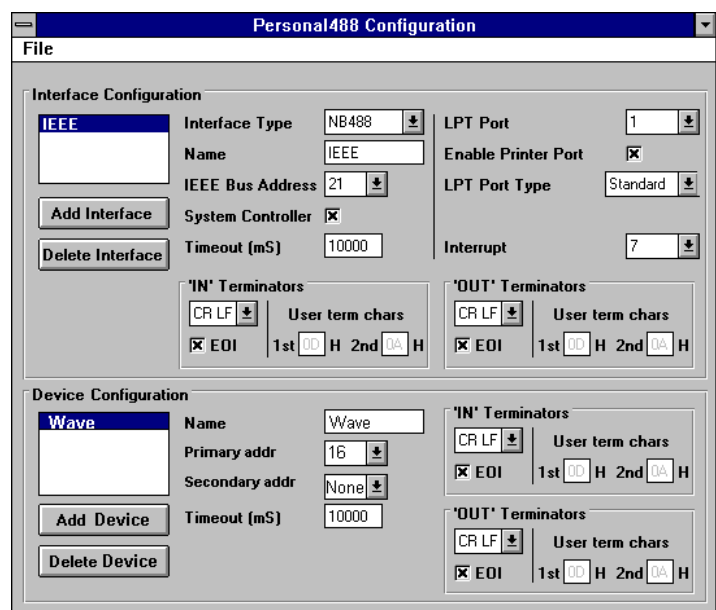 Personal488 Configuration
File
Interface Configuration
IEEE
Add Interface
Delete Interface
Interface Type NB488
Name IEEE
IEEE Bus Address 21
System Controller
Timeout (mS) 10000
LPT Port 1
Enable Printer Port
LPT Port Type Standard
Interrupt 7
'IN' Terminators
CR LF User term chars
EOI 1st 0D H 2nd 0A H
'OUT' Terminators
CR LF User term chars
EOI 1st 0D H 2nd 0A H
Device Configuration
Wave
Add Device
Delete Device
Name Wave
Primary addr 16
Secondary addr None
Timeout (mS) 10000
'IN' Terminators
CR LF User term chars
EOI 1st 0D H 2nd 0A H
'OUT' Terminators
CR LF User term chars
EOI 1st 0D H 2nd 0A H